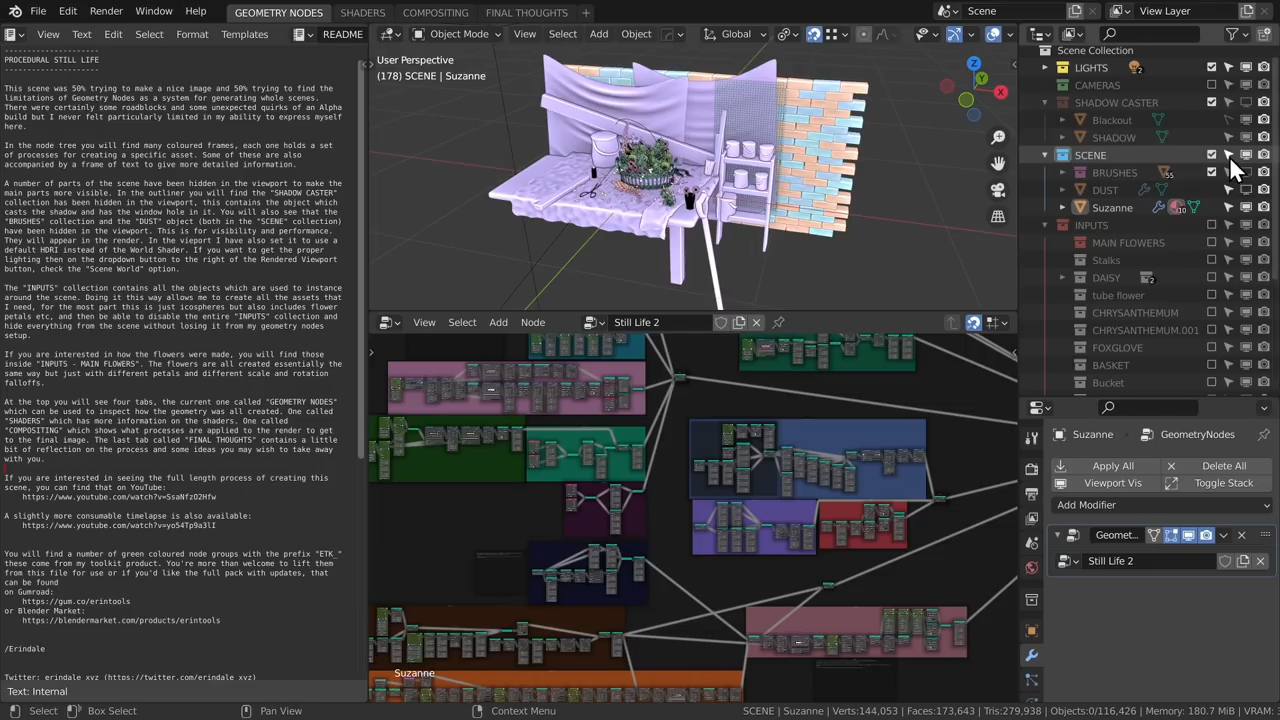 File Edit Render Window Help GEOMETRY NODES SHADERS COMPOSITING FINAL THOUGHTS + Scene View Layer
View Text Edit Select Format Templates README
---------------------
PROCEDURAL STILL LIFE
---------------------
This scene was 50% trying to make a nice image and 50% trying to find the
limitations of Geometry Nodes as a system for generating whole scenes.
There were certainly some roadblocks and some unexpected quirks of an Alpha
build but I never felt particularly limited in my ability to express myself
here.
In the node tree you will find many coloured frames, each one holds a set
of processes for creating a specific asset. Some of these are also
accompanied by a frame of text to give more detailed information.
A number of parts of the scene have been hidden in the viewport to make the
main parts more visible. In the outliner you will find the "SHADOW CASTER"
collection has been hidden in the viewport, this contains the object which
casts the shadow and has the window hole in it. You will also see that the
"BRUSHES" collection and the "DUST" object (both in the "SCENE" collection)
have been hidden in the viewport. This is for visibility and performance.
They will appear in the render. In the vieport I have also set it to use a
default HDRI instead of the World Shader. If you want to get the proper
lighting then on the dropdown button to the right of the Rendered Viewport
button, check the "Scene World" option.
The "INPUTS" collection contains all the objects which are used to instance
around the scene. Doing it this way allows me to create all the assets that
I need, for the most part this is just icospheres but also includes flower
petals etc, and then be able to disable the entire "INPUTS" collection and
hide everything from the scene without losing it from my geometry nodes
setup.
If you are interested in how the flowers were made, you will find those
inside "INPUTS - MAIN FLOWERS". The flowers are all created essentially the
same way but just with different petals and different scale and rotation
falloffs.
At the top you will see four tabs, the current one called "GEOMETRY NODES"
which can be used to inspect how the geometry was all created. One called
"SHADERS" which has more information on the shaders. One called
"COMPOSITING" which shows what processes are applied to the render to get
to the final image. The last tab called "FINAL THOUGHTS" contains a little
bit of reflection on the process and some ideas you may wish to take away
with you.
If you are interested in seeing the full length process of creating this
scene, you can find that on YouTube:
https://www.youtube.com/watch?v=SsaNfzO2Hfw
A slightly more consumable timelapse is also available:
https://www.youtube.com/watch?v=yo54Tp9a3lI
You will find a number of green coloured node groups with the prefix "ETK_"
these come from my toolkit product. You're more than welcome to lift them
from this file for use or if you'd like the full pack with updates, that
can be found
on Gumroad:
https://gum.co/erintools
or Blender Market:
https://blendermarket.com/products/erintools
/Erindale
Twitter: erindale_xyz (https://twitter.com/erindale_xyz)
Text: Internal
Object Mode View Select Add Object Global
User Perspective
(178) SCENE | Suzanne
Z
Y
X
View Select Add Node Still Life 2
Suzanne
Scene Collection
LIGHTS 2
CAMERAS
SHADOW CASTER
Blackout
SHADOW
SCENE
BRUSHES 55
DUST
Suzanne 10
INPUTS
MAIN FLOWERS
Stalks
DAISY 2
tube flower
CHRYSANTHEMUM
CHRYSANTHEMUM.001
FOXGLOVE
BASKET
Bucket
Suzanne GeometryNodes
Apply All Delete All
Viewport Vis Toggle Stack
Add Modifier
Geomet..
Still Life 2
Select Box Select Pan View Context Menu SCENE | Suzanne Verts:144,053 Faces:173,643 Tris:279,938 Objects:0/116,426 Memory: 180.7 MiB VRAM: